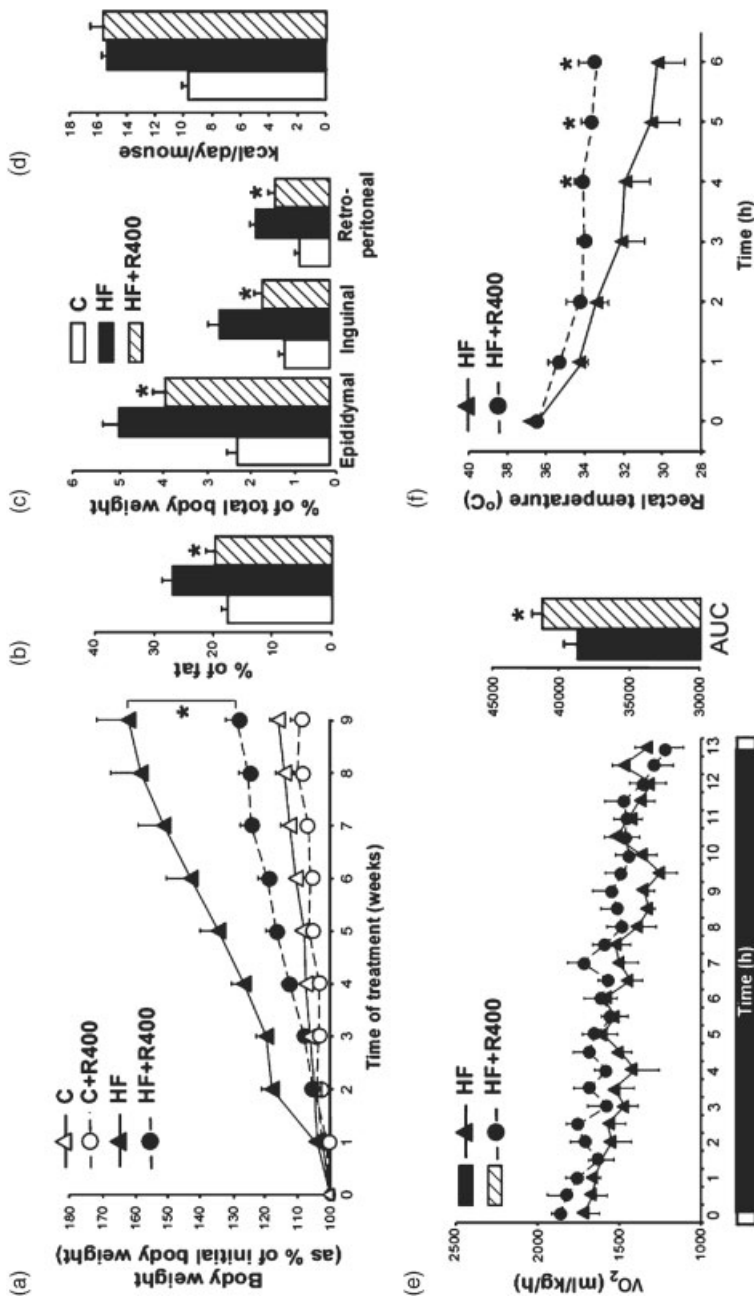 (a)
Body weight
(as % of initial body weight)
180
170
160
150
140
130
120
110
100
C
C+R400
HF
HF+R400
*
0 1 2 3 4 5 6 7 8 9
Time of treatment (weeks)
(b)
% of fat
40
20
0
*
(c)
% of total body weight
6
5
4
3
2
1
0
C
HF
HF+R400
*
*
*
Epididymal
Inguinal
Retro-
peritoneal
(d)
kcal/day/mouse
18
16
14
12
10
8
6
4
2
0
(e)
VO2 (ml/kg/h)
2500
2000
1500
1000
HF
HF+R400
0 1 2 3 4 5 6 7 8 9 10 11 12 13
Time (h)
45000
40000
35000
30000
*
AUC
(f)
Rectal temperature (°C)
40
38
36
34
32
30
28
HF
HF+R400
* * *
0 1 2 3 4 5 6
Time (h)